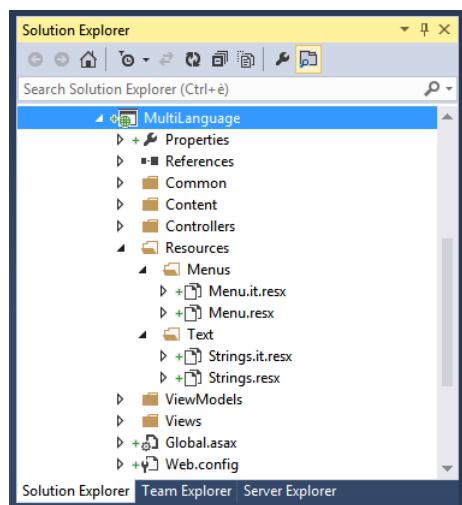 Solution Explorer
Search Solution Explorer (Ctrl+è)
MultiLanguage
Properties
References
Common
Content
Controllers
Resources
Menus
Menu.it.resx
Menu.resx
Text
Strings.it.resx
Strings.resx
ViewModels
Views
Global.asax
Web.config
Solution Explorer Team Explorer Server Explorer